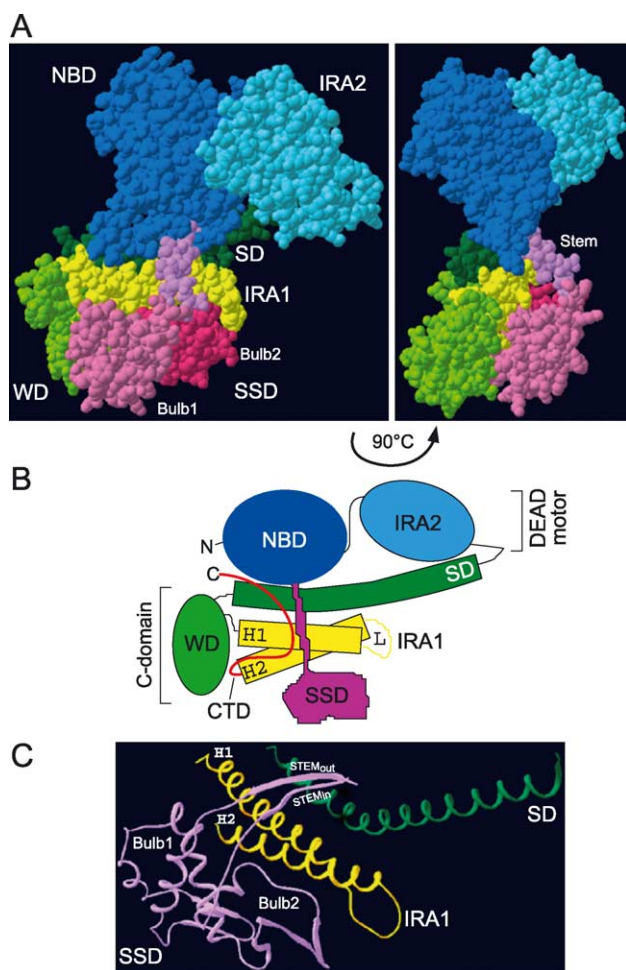 A
NBD
IRA2
SD
IRA1
Bulb2
WD
SSD
Bulb1
Stem
90°C
B
N
NBD
IRA2
DEAD
motor
C
SD
C-domain
WD
H1
L
IRA1
H2
SSD
CTD
C
H1
STEMout
STEMin
H2
SD
Bulb1
Bulb2
IRA1
SSD